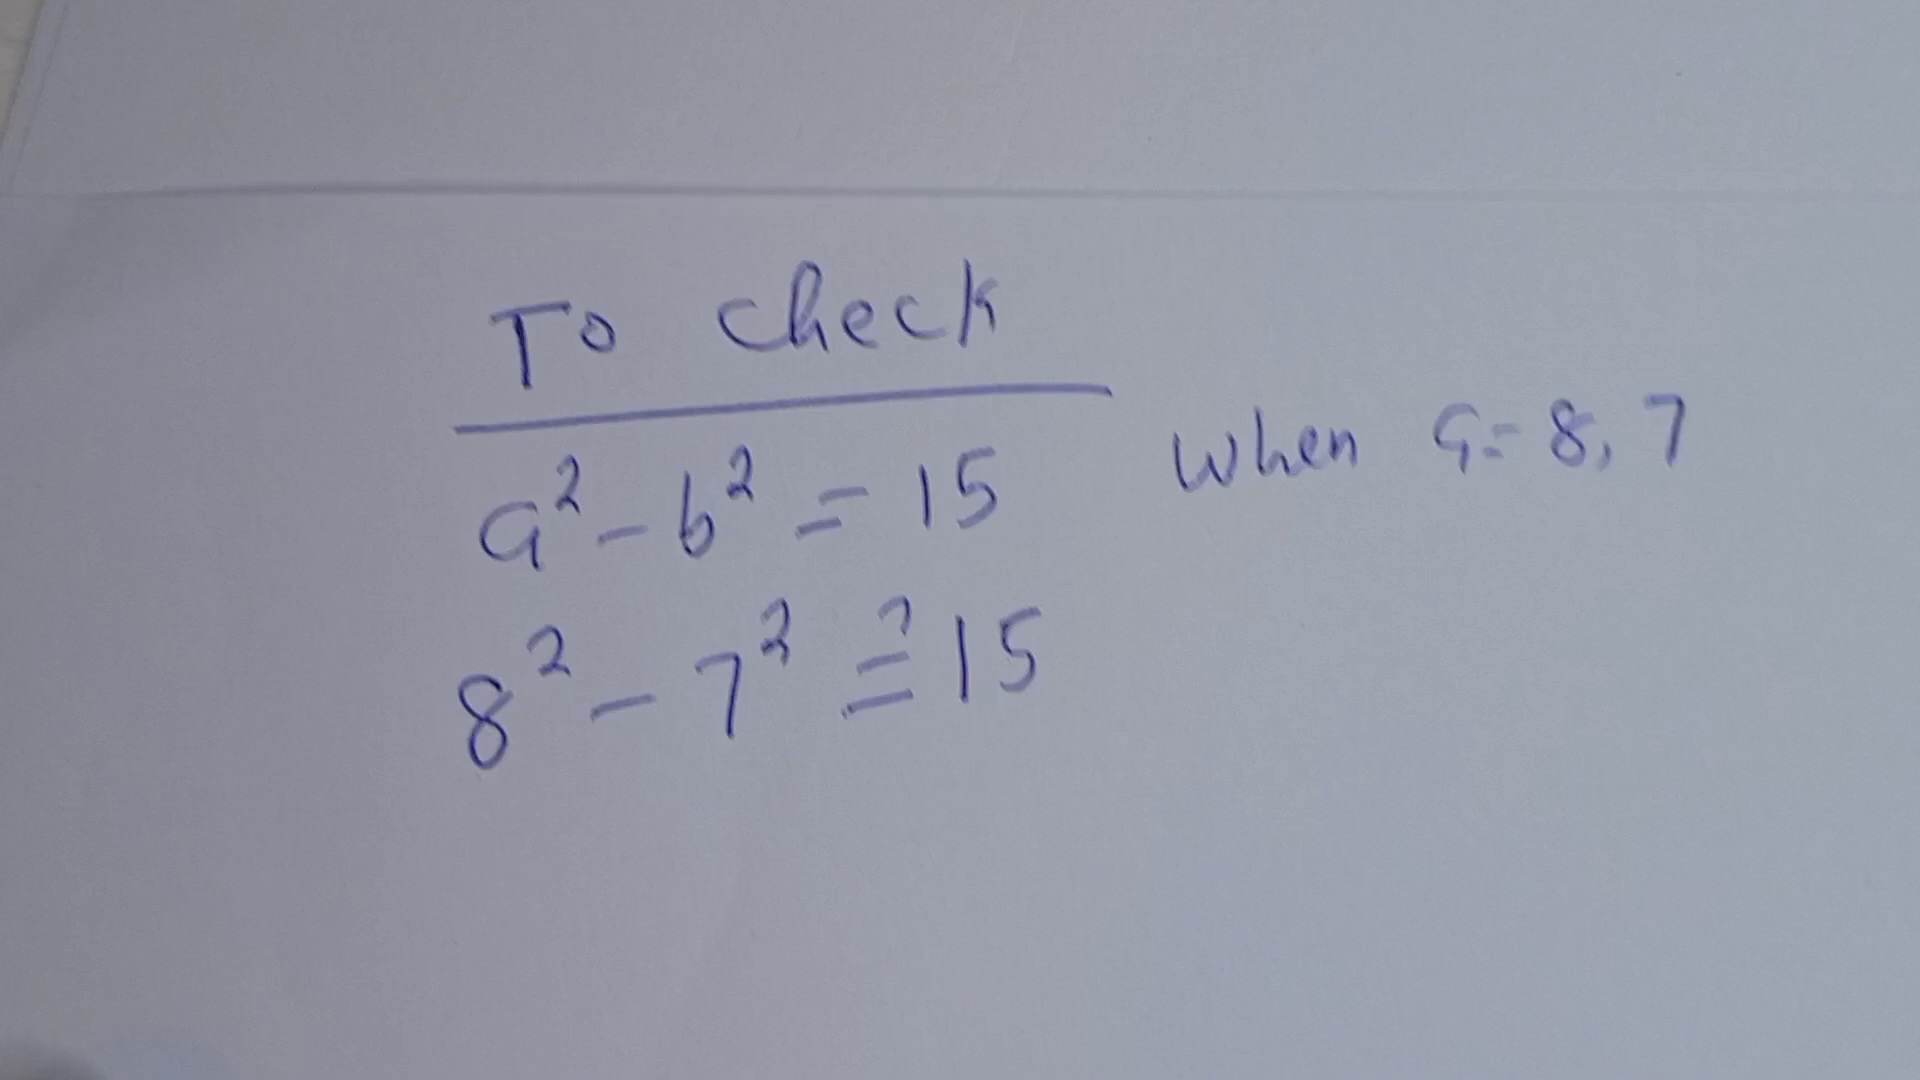 To check
a² - b² = 15 when a = 8, 7
8² - 7² ≟ 15